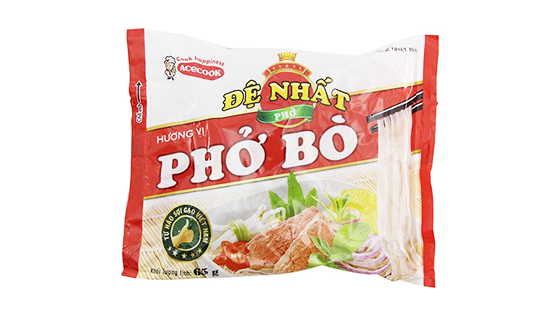 Cook happiness
ACECOOK
ĐỆ NHẤT
PHỞ
HƯƠNG VỊ
PHỞ BÒ
TỰ HÀO SỢI GẠO VIỆT NAM
Khối lượng tịnh: 65 g